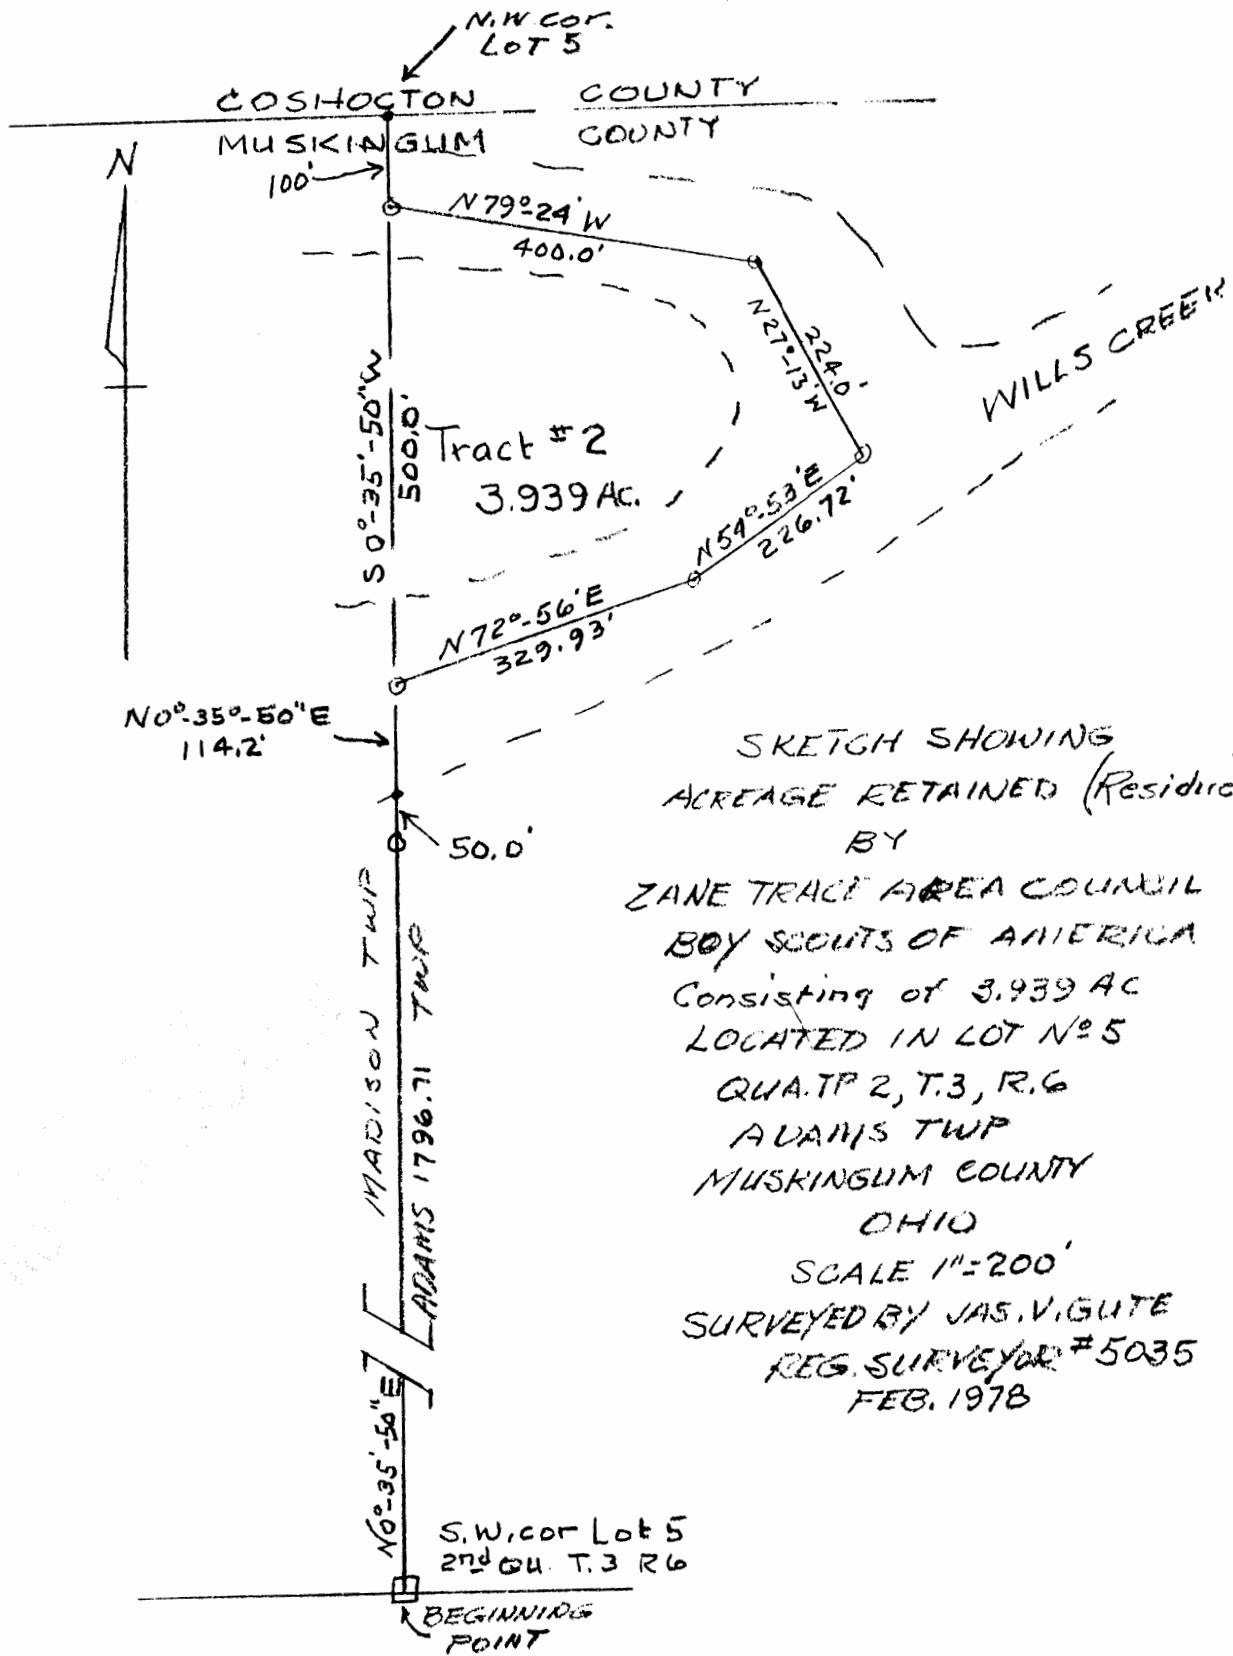 N.W. cor.
LOT 5
COSHOCTON COUNTY
MUSKINGUM COUNTY
N
100'
N79°-24' W
400.0'
N27°-13' W
224.0'
WILLS CREEK
S0°-35'-50"W
500.0'
Tract #2
3.939 Ac.
N54°-53'E
226.72'
N72°-56'E
329.93'
N0°-35°-50"E
114.2'
50.0'
MADISON TWP
ADAMS 1796.71 TWP
N0°-35'-50"E
SKETCH SHOWING
ACREAGE RETAINED (Residue
BY
ZANE TRACE AREA COUNCIL
BOY SCOUTS OF AMERICA
Consisting of 3.939 AC
LOCATED IN LOT Nº 5
QUA.TP 2, T.3, R.6
ADAMS TWP
MUSKINGUM COUNTY
OHIO
SCALE 1"=200'
SURVEYED BY JAS. V. GUTE
REG. SURVEYOR #5035
FEB. 1978
S.W. cor Lot 5
2nd QU. T.3 R6
BEGINNING
POINT